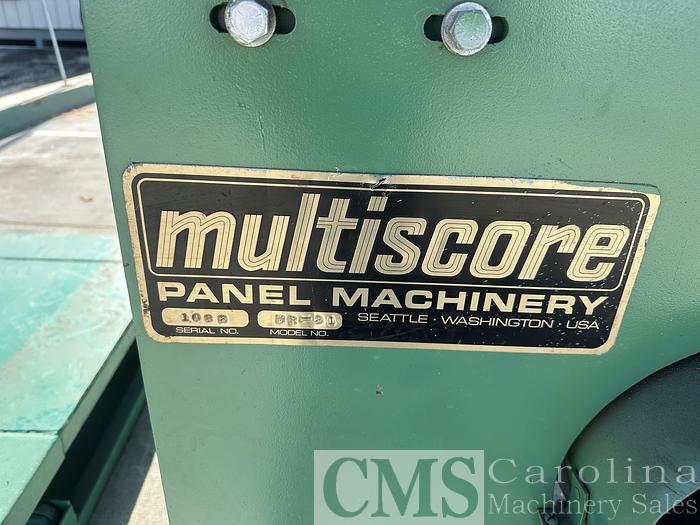 multiscore
PANEL MACHINERY
SEATTLE · WASHINGTON · USA
SERIAL NO. MODEL NO.
CMS Carolina
Machinery Sales